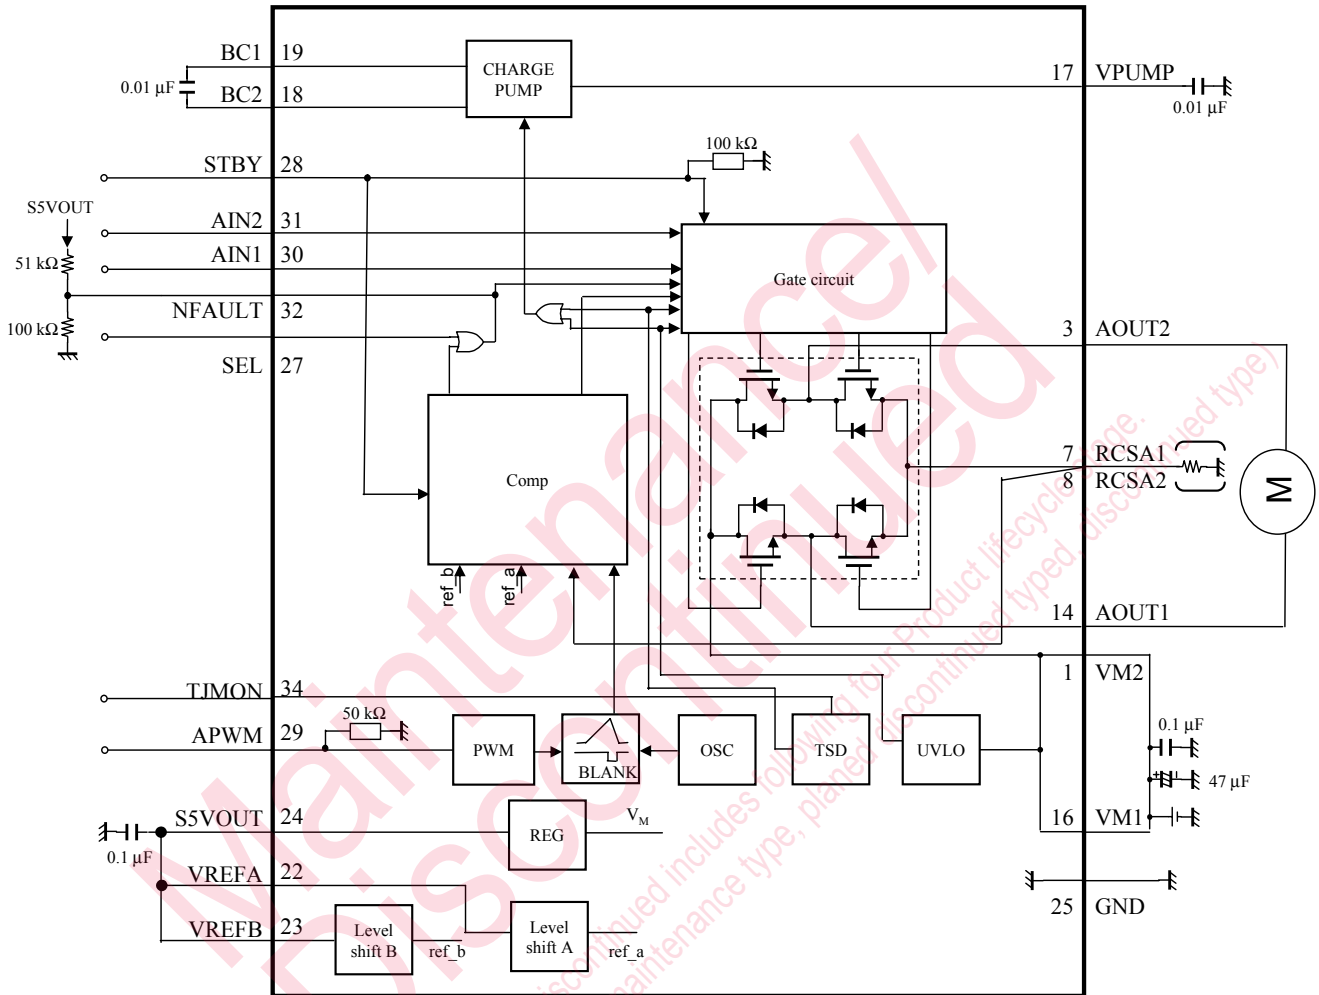 BC1 19
0.01 µF
BC2 18
CHARGE
PUMP
17 VPUMP
0.01 µF
STBY 28
100 kΩ
S5VOUT
AIN2 31
51 kΩ
AIN1 30
Gate circuit
NFAULT 32
100 kΩ
SEL 27
3 AOUT2
7 RCSA1
8 RCSA2
M
Comp
ref_b
ref_a
14 AOUT1
1 VM2
TJMON 34
50 kΩ
APWM 29
PWM
BLANK
OSC
TSD
UVLO
0.1 µF
+
47 µF
16 VM1
S5VOUT 24
0.1 µF
REG
VM
VREFA 22
VREFB 23
Level
shift B
ref_b
Level
shift A
ref_a
25 GND
Maintenance/
Discontinued
discontinued includes following four Product lifecycle stage.
maintenance type, planed discontinued typed, discontinued type)